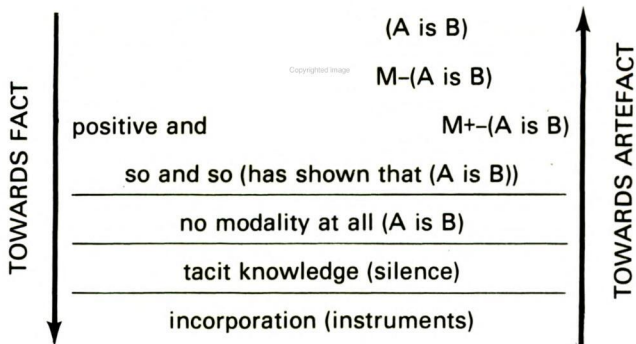 (A is B)
Copyrighted image
M–(A is B)
positive and M+–(A is B)
so and so (has shown that (A is B))
no modality at all (A is B)
tacit knowledge (silence)
incorporation (instruments)
TOWARDS FACT
TOWARDS ARTEFACT